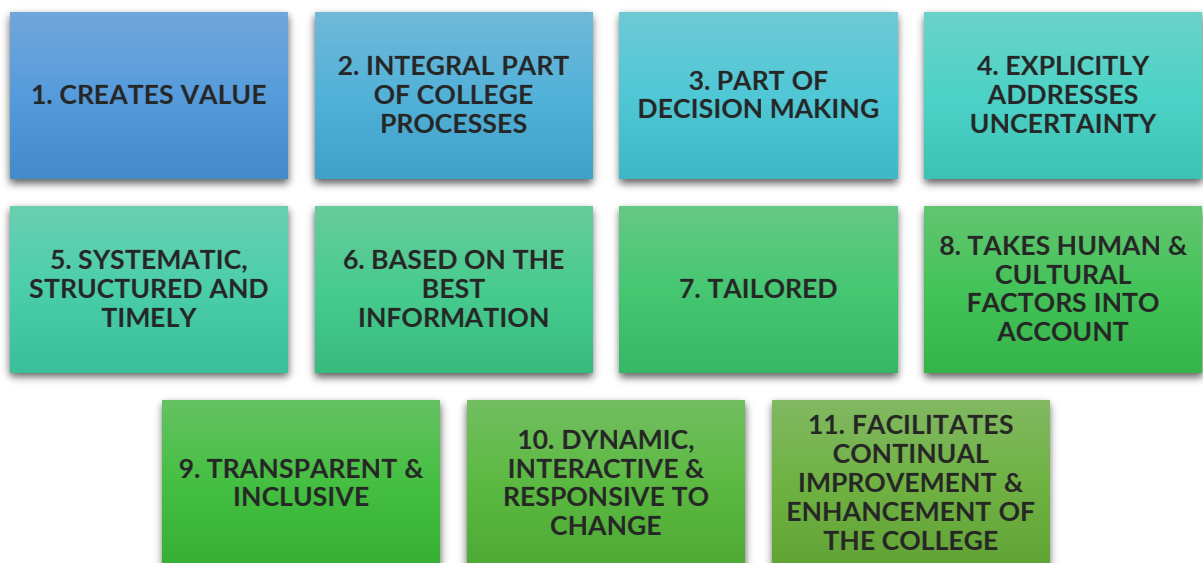 1. CREATES VALUE
2. INTEGRAL PART
OF COLLEGE
PROCESSES
3. PART OF
DECISION MAKING
4. EXPLICITLY
ADDRESSES
UNCERTAINTY
5. SYSTEMATIC,
STRUCTURED AND
TIMELY
6. BASED ON THE
BEST
INFORMATION
7. TAILORED
8. TAKES HUMAN &
CULTURAL
FACTORS INTO
ACCOUNT
9. TRANSPARENT &
INCLUSIVE
10. DYNAMIC,
INTERACTIVE &
RESPONSIVE TO
CHANGE
11. FACILITATES
CONTINUAL
IMPROVEMENT &
ENHANCEMENT OF
THE COLLEGE